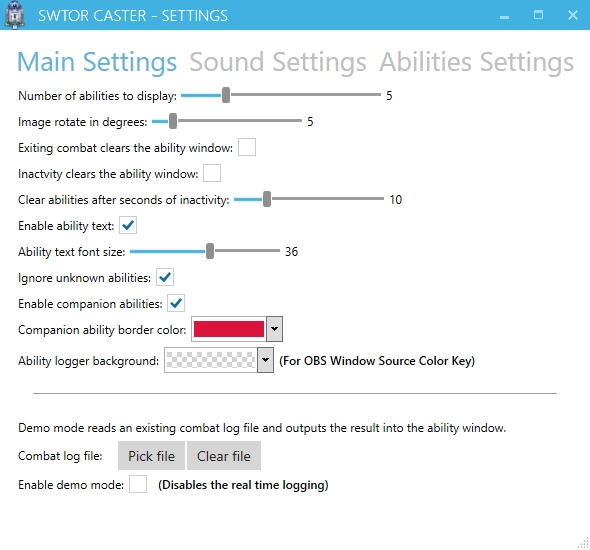 SWTOR CASTER - SETTINGS
Main Settings Sound Settings Abilities Settings
Number of abilities to display: 5
Image rotate in degrees: 5
Exiting combat clears the ability window:
Inactvity clears the ability window:
Clear abilities after seconds of inactivity: 10
Enable ability text:
Ability text font size: 36
Ignore unknown abilities:
Enable companion abilities:
Companion ability border color:
Ability logger background: (For OBS Window Source Color Key)
Demo mode reads an existing combat log file and outputs the result into the ability window.
Combat log file: Pick file Clear file
Enable demo mode: (Disables the real time logging)